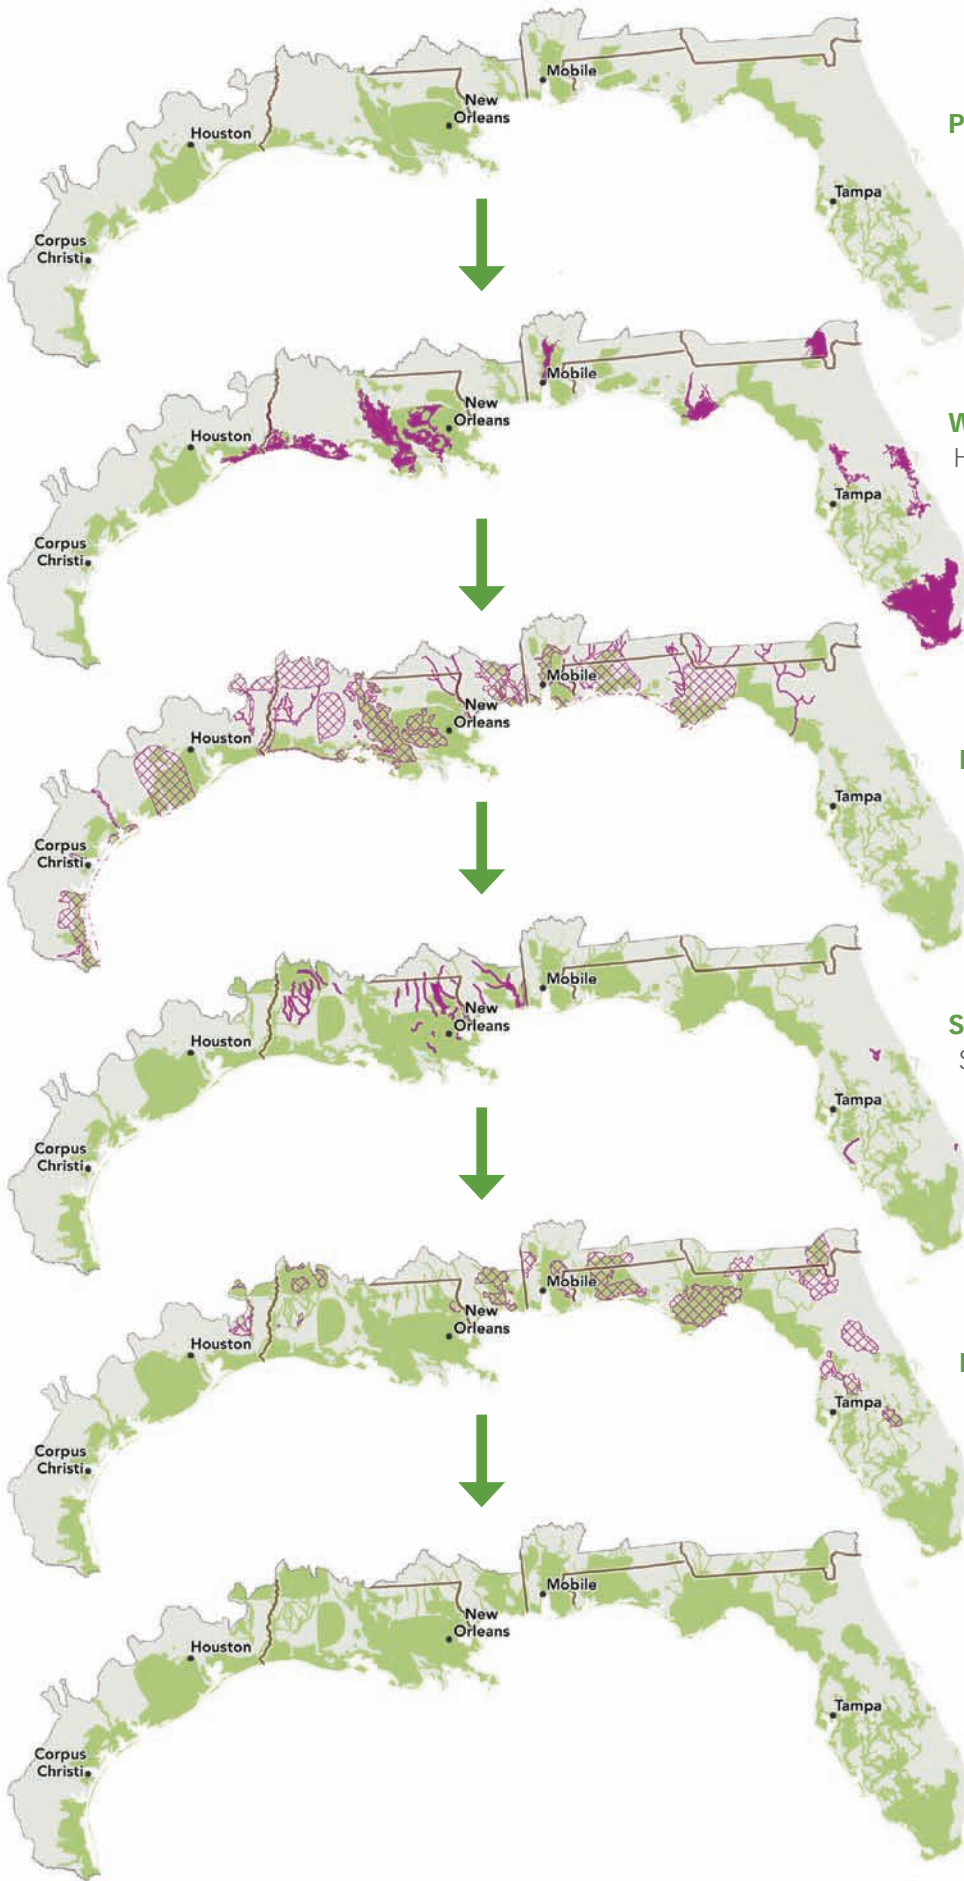 Mobile
New
Orleans
Houston
P
Tampa
Corpus
Christi
Mobile
New
Orleans
W
Houston
H
Tampa
Corpus
Christi
Mobile
New
Orleans
Houston
Tampa
Corpus
Christi
Mobile
New
Orleans
S
Houston
S
Tampa
Corpus
Christi
Mobile
New
Orleans
Houston
Tampa
Corpus
Christi
Mobile
New
Orleans
Houston
Tampa
Corpus
Christi